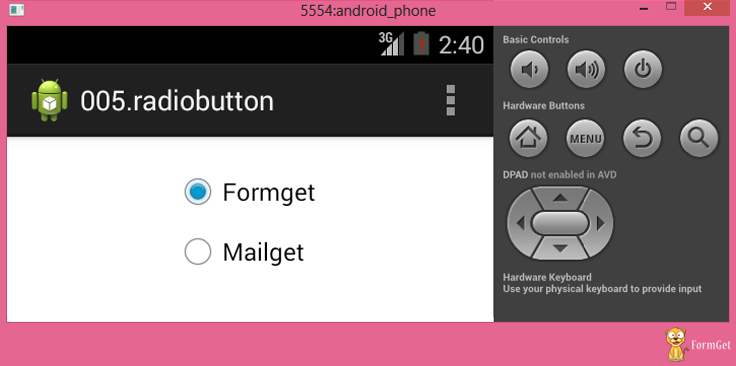 5554:android_phone
3G 2:40
005.radiobutton
Formget
Mailget
Basic Controls
Hardware Buttons
MENU
DPAD not enabled in AVD
Hardware Keyboard
Use your physical keyboard to provide input
FormGet